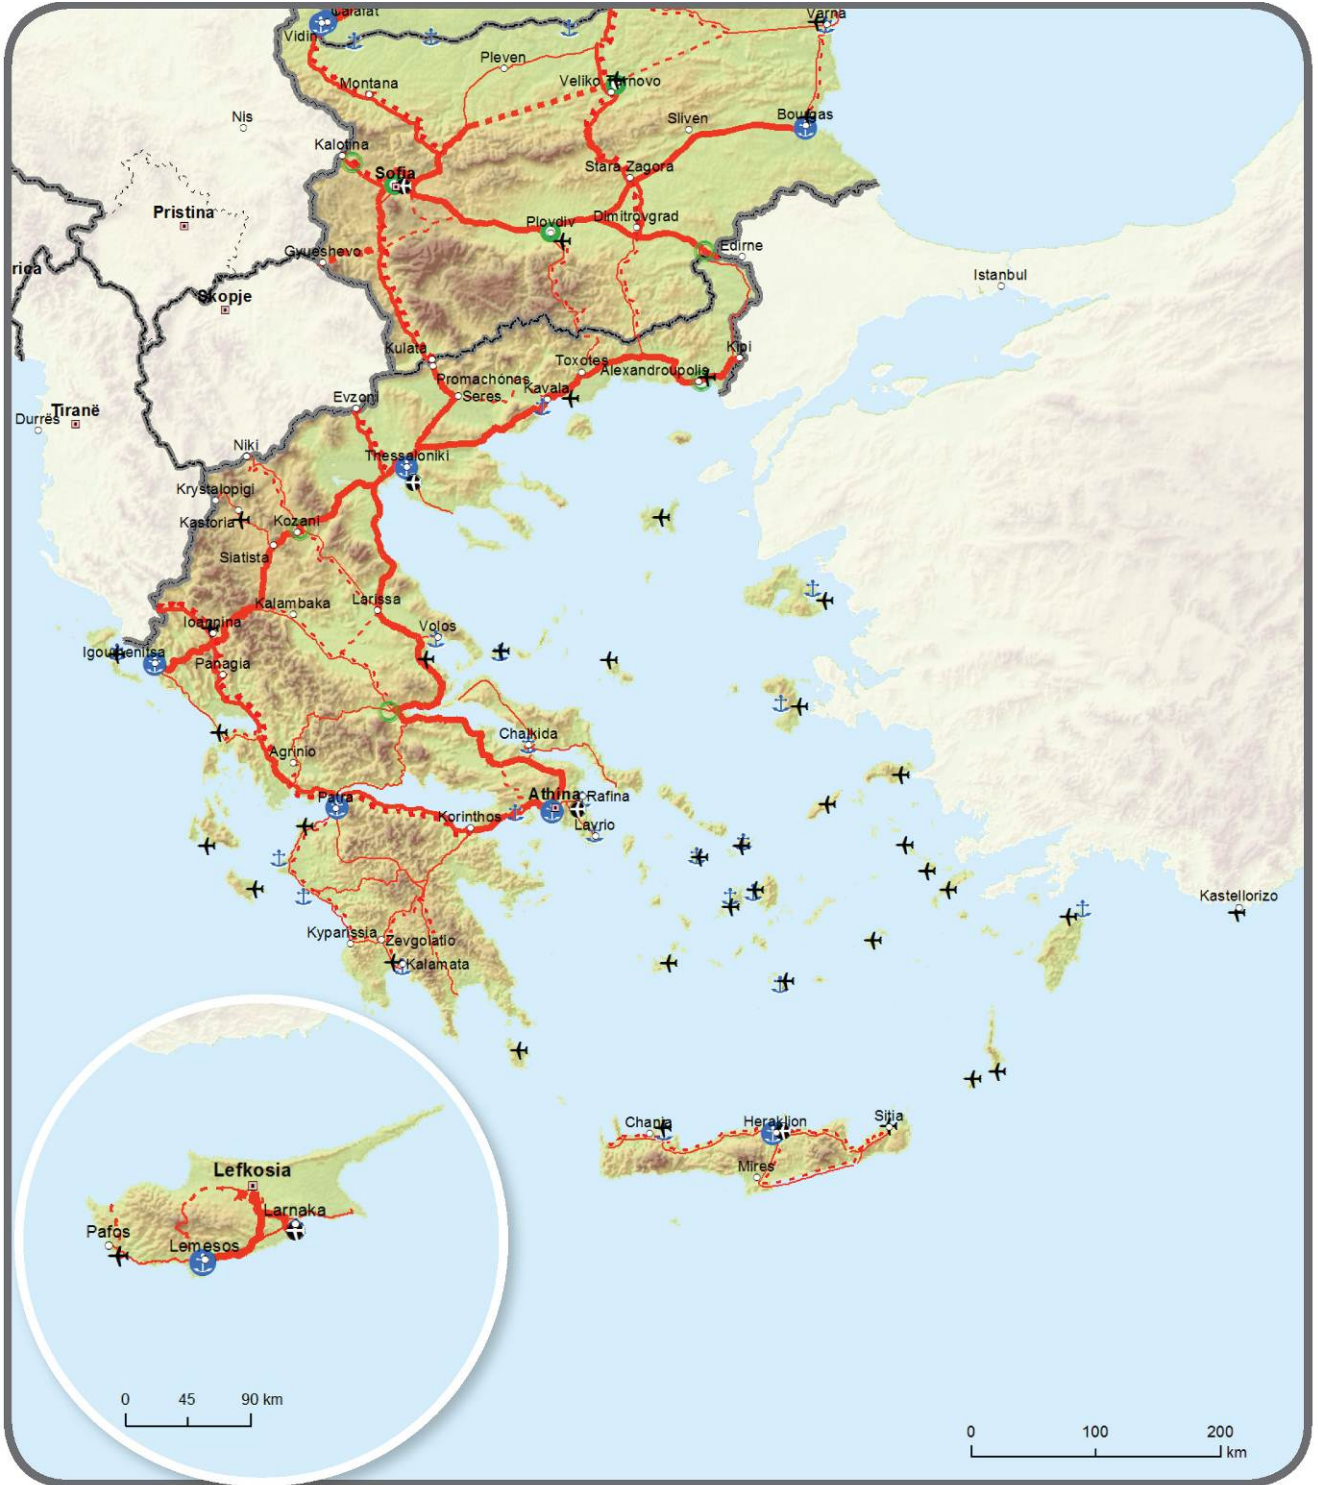 Calafat
Varna
Vidin
Pleven
Montana
Veliko Tarnovo
Nis
Sliven
Bourgas
Kalotina
Sofia
Stara Zagora
Pristina
Plovdiv
Dimitrovgrad
Gyueshevo
Edirne
rica
Istanbul
Skopje
Kulata
Kipi
Toxotes
Promachonas
Alexandroupolis
Kavala
Evzoni
Seres
Tiranë
Durrës
Niki
Thessaloniki
Krystalopigi
Kastoria
Kozani
Siatista
Kalambaka
Larissa
Ioannina
Volos
Igoumenitsa
Panagia
Chalkida
Agrinio
Athina
Rafina
Patra
Korinthos
Lavrio
Kastellorizo
Kyparissia
Zevgolatio
Kalamata
Chania
Heraklion
Sitia
Mires
Lefkosia
Larnaka
Pafos
Lemesos
0 45 90 km
0 100 200
km